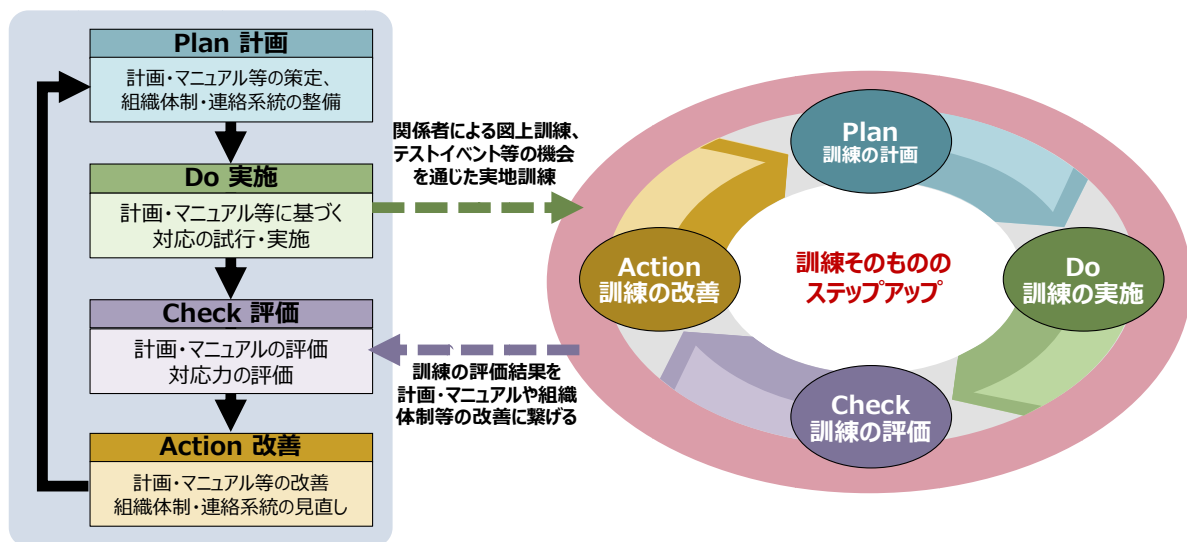 Plan 計画
計画・マニュアル等の策定、
組織体制・連絡系統の整備
Do 実施
計画・マニュアル等に基づく
対応の試行・実施
Check 評価
計画・マニュアルの評価
対応力の評価
Action 改善
計画・マニュアル等の改善
組織体制・連絡系統の見直し
関係者による図上訓練、
テストイベント等の機会
を通じた実地訓練
訓練の評価結果を
計画・マニュアルや組織
体制等の改善に繋げる
Plan
訓練の計画
Do
訓練の実施
Check
訓練の評価
Action
訓練の改善
訓練そのものの
ステップアップ